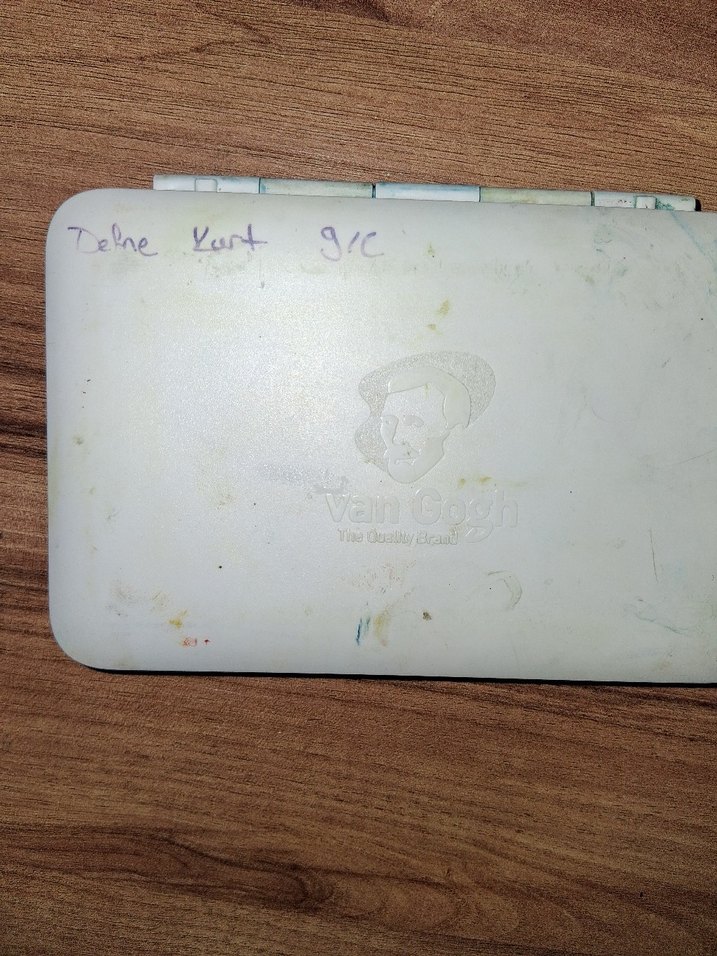 Defne Kurt 9/C
van Gogh
The Quality Brand